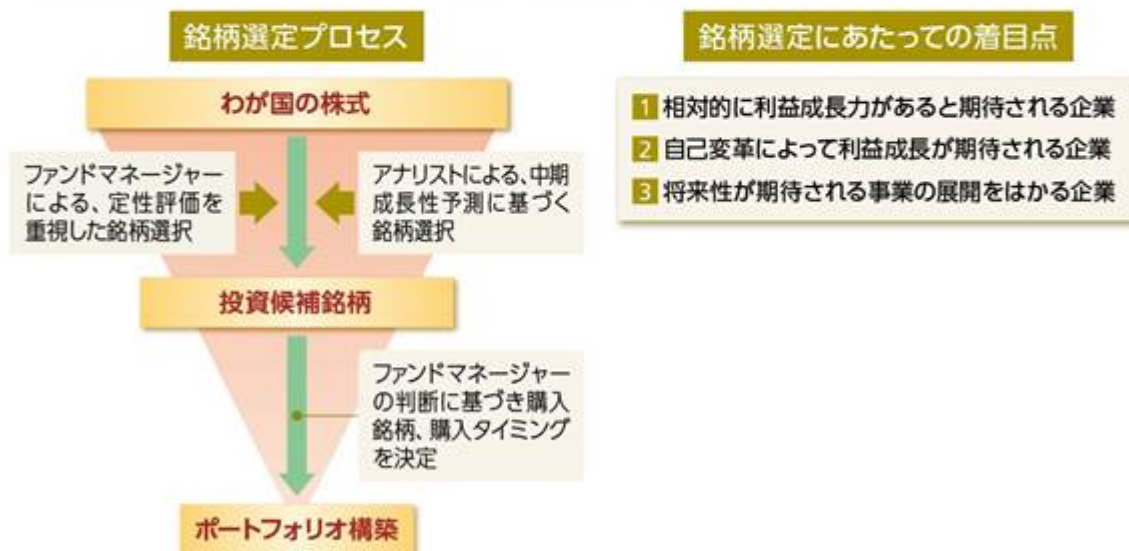 銘柄選定プロセス
わが国の株式
ファンドマネージャー
による、定性評価を
重視した銘柄選択
アナリストによる、中期
成長性予測に基づく
銘柄選択
投資候補銘柄
ファンドマネージャー
の判断に基づき購入
銘柄、購入タイミング
を決定
ポートフォリオ構築
銘柄選定にあたっての着目点
1 相対的に利益成長力があると期待される企業
2 自己変革によって利益成長が期待される企業
3 将来性が期待される事業の展開をはかる企業